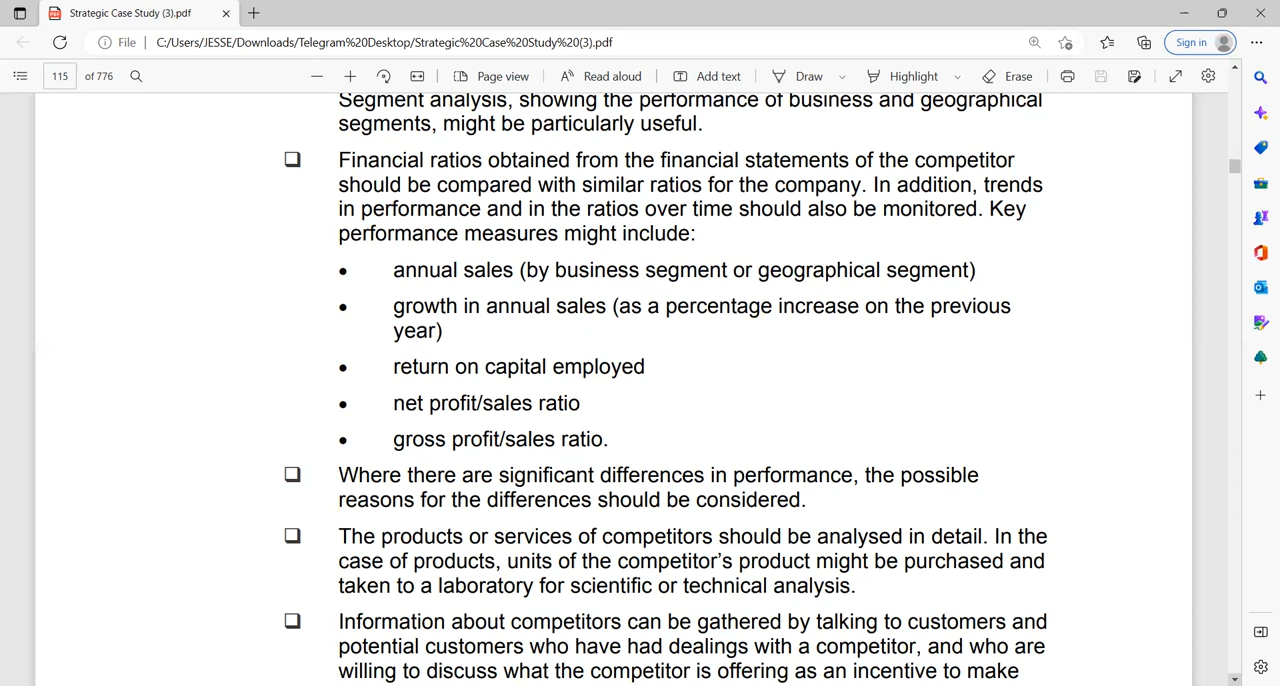 Strategic Case Study (3).pdf
File
C:/Users/JESSE/Downloads/Telegram%20Desktop/Strategic%20Case%20Study%20(3).pdf
Sign in
115 of 776
Page view
Read aloud
Add text
Draw
Highlight
Erase
Segment analysis, showing the performance of business and geographical
segments, might be particularly useful.
❑ Financial ratios obtained from the financial statements of the competitor
should be compared with similar ratios for the company. In addition, trends
in performance and in the ratios over time should also be monitored. Key
performance measures might include:
• annual sales (by business segment or geographical segment)
• growth in annual sales (as a percentage increase on the previous
year)
• return on capital employed
• net profit/sales ratio
• gross profit/sales ratio.
❑ Where there are significant differences in performance, the possible
reasons for the differences should be considered.
❑ The products or services of competitors should be analysed in detail. In the
case of products, units of the competitor’s product might be purchased and
taken to a laboratory for scientific or technical analysis.
❑ Information about competitors can be gathered by talking to customers and
potential customers who have had dealings with a competitor, and who are
willing to discuss what the competitor is offering as an incentive to make